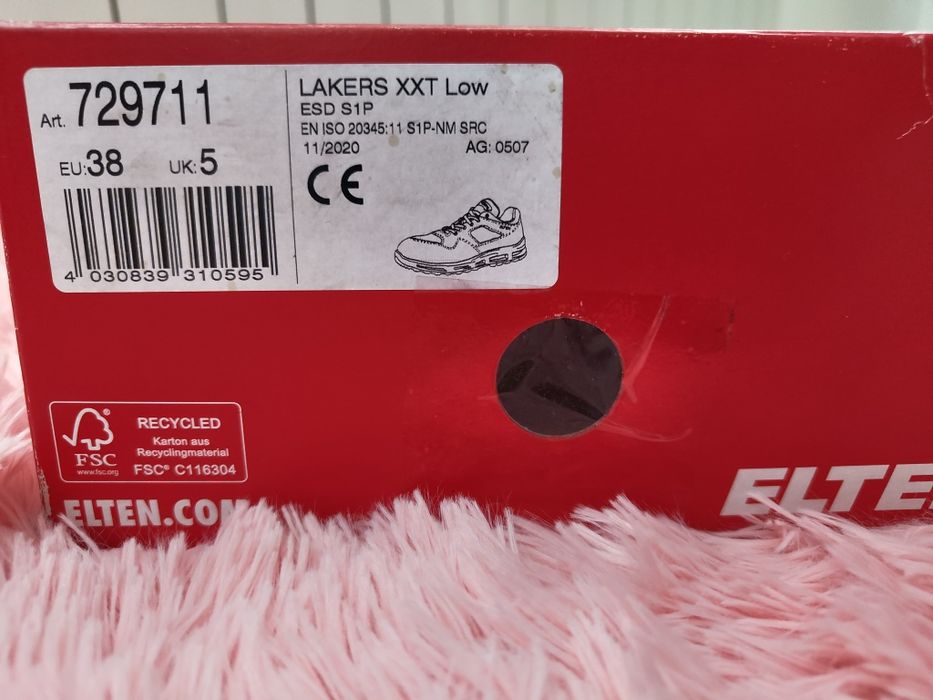 Art. 729711
EU:38 UK:5
4 030839 310595
LAKERS XXT Low
ESD S1P
EN ISO 20345:11 S1P-NM SRC
11/2020 AG: 0507
CE
FSC®
www.fsc.org
RECYCLED
Karton aus
Recyclingmaterial
FSC® C116304
ELTEN.COM
ELTE